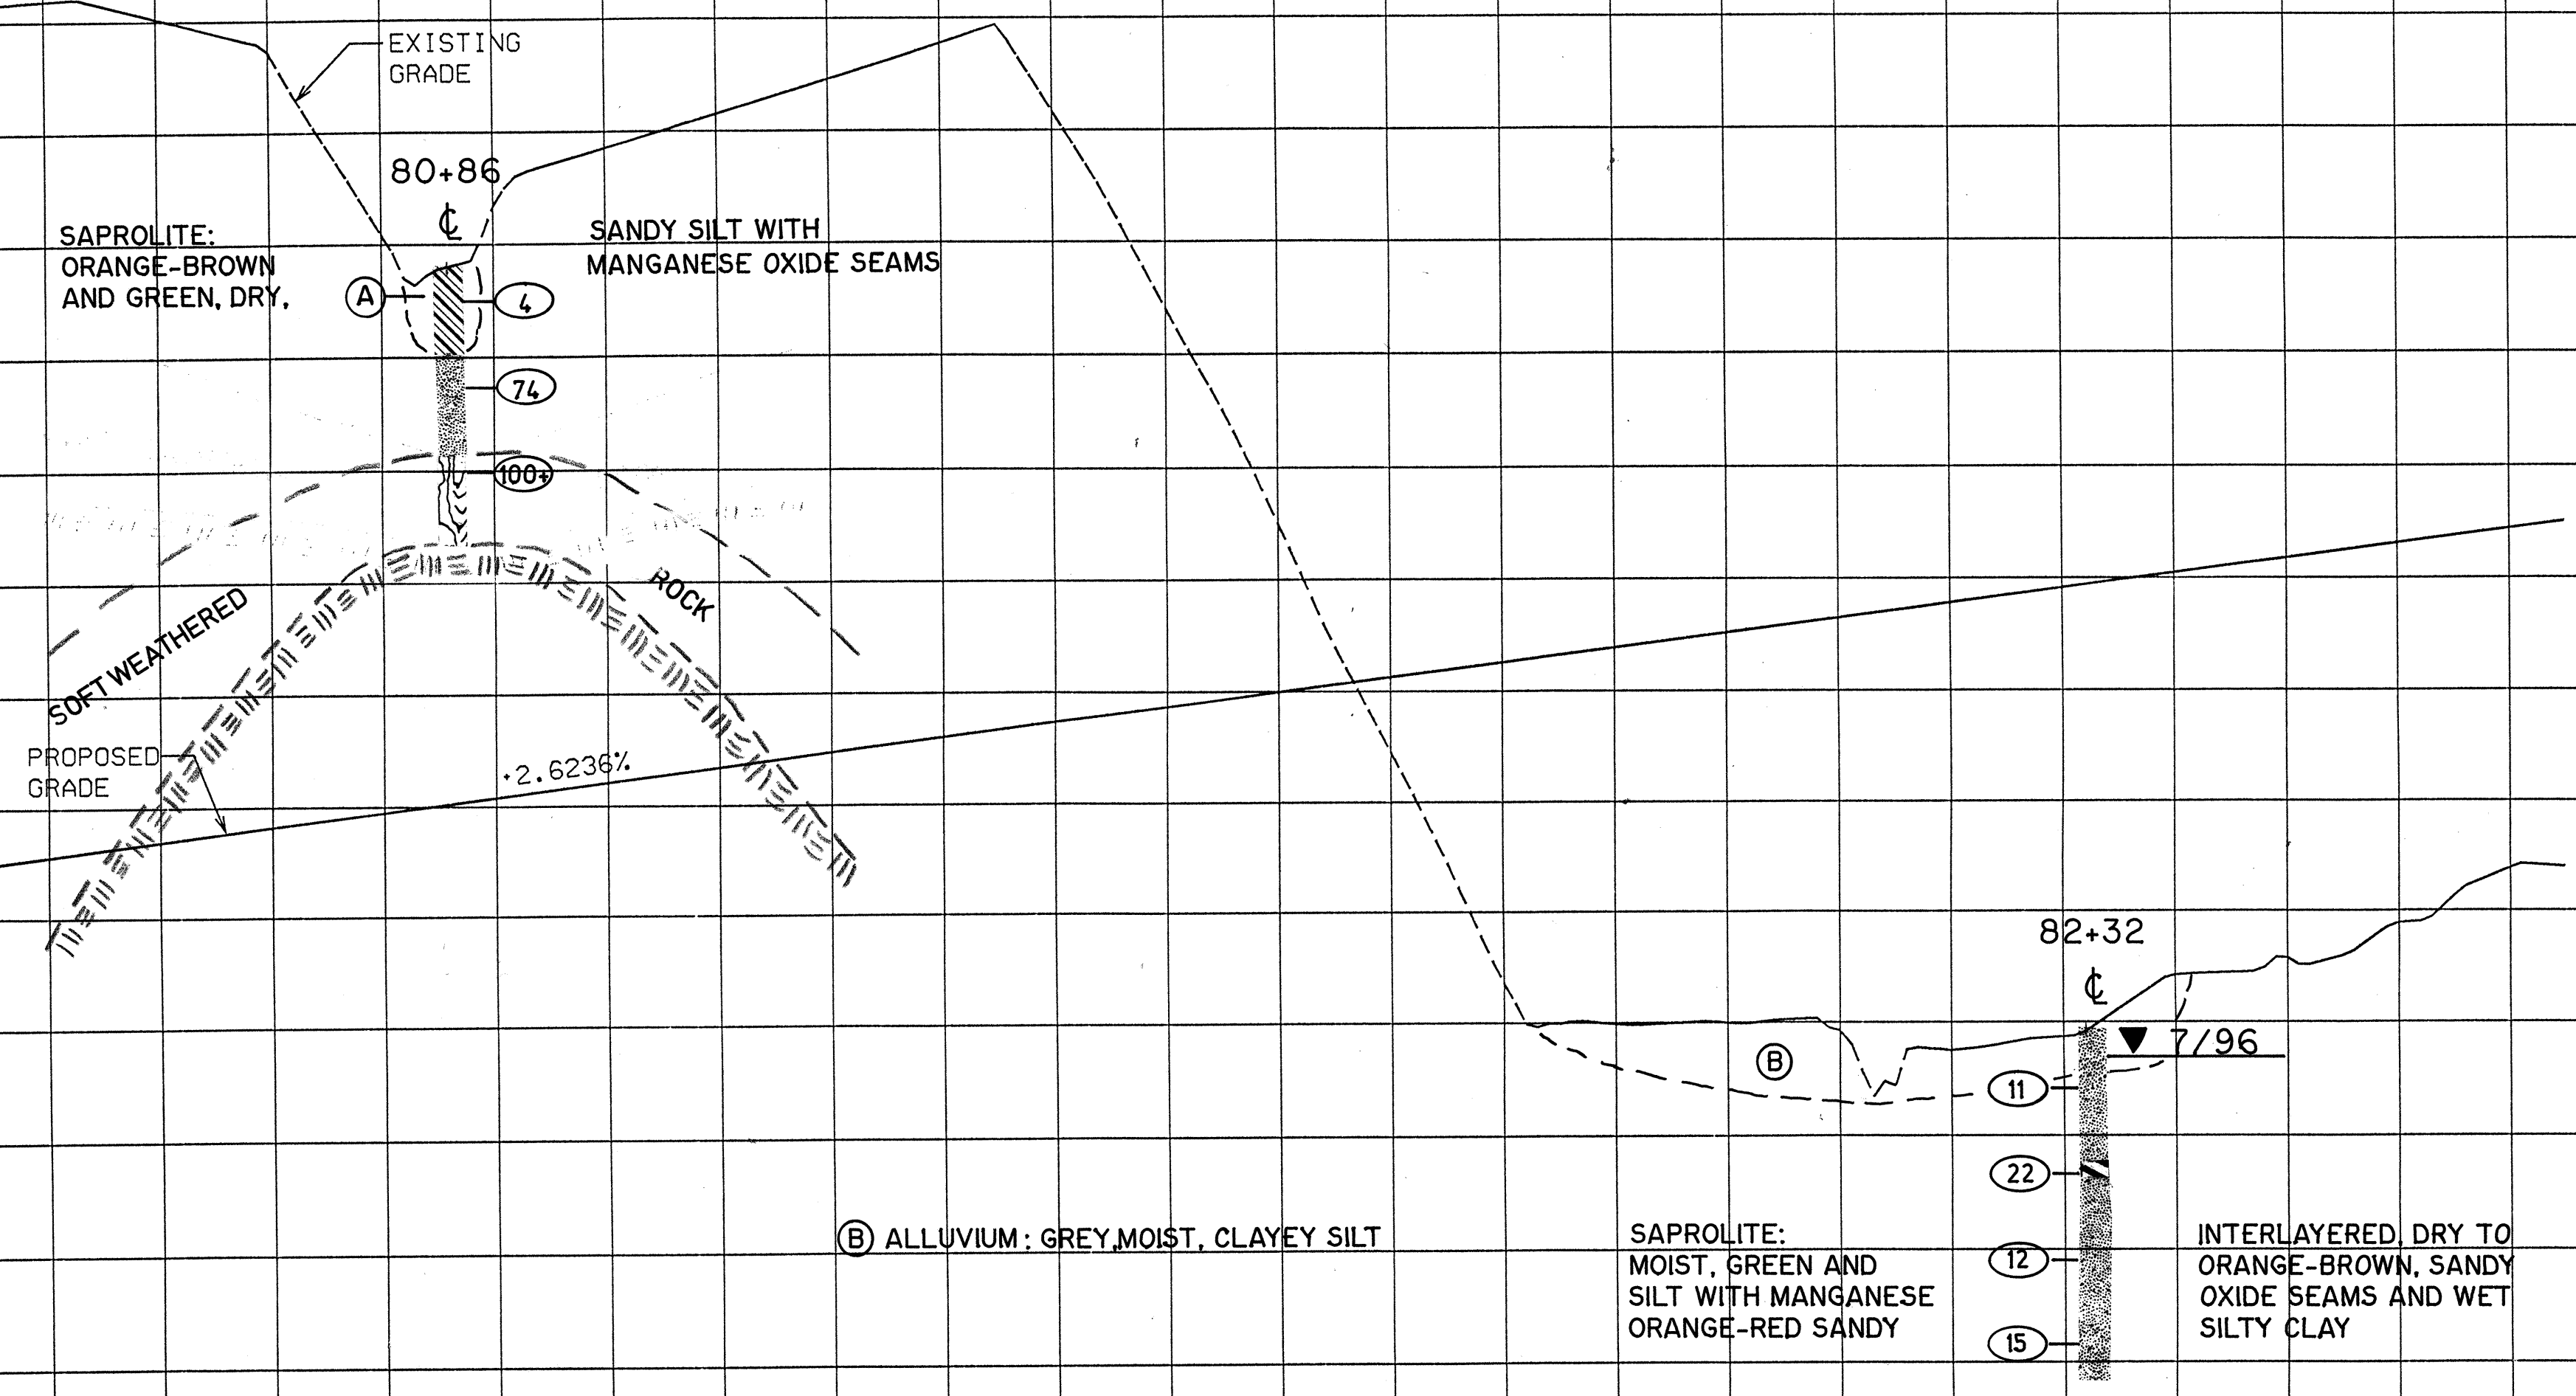 EXISTING
GRADE
80+86
℄
SAPROLITE:
ORANGE-BROWN
AND GREEN, DRY,
SANDY SILT WITH
MANGANESE OXIDE SEAMS
A
4
74
100+
SOFT WEATHERED
ROCK
PROPOSED
GRADE
+2.6236%
82+32
℄
7/96
B
11
22
12
15
B ALLUVIUM: GREY,MOIST, CLAYEY SILT
SAPROLITE:
MOIST, GREEN AND
SILT WITH MANGANESE
ORANGE-RED SANDY
INTERLAYERED, DRY TO
ORANGE-BROWN, SANDY
OXIDE SEAMS AND WET
SILTY CLAY